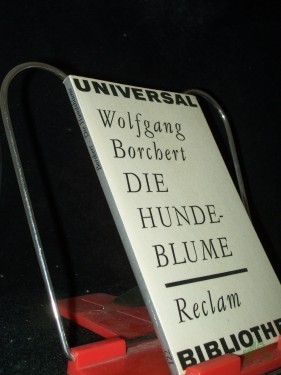 UNIVERSAL
Wolfgang
Borchert
DIE
HUNDE-
BLUME
Reclam
BIBLIOTHE